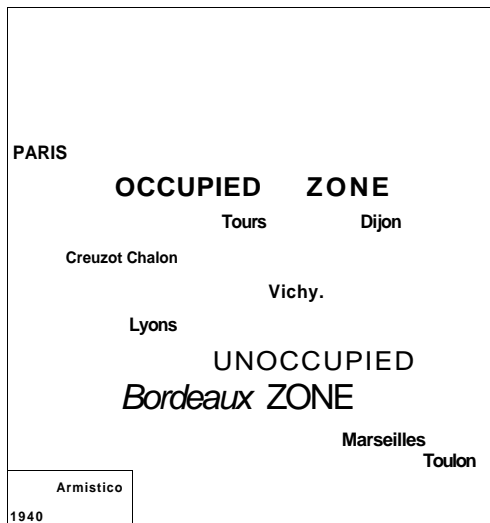 PARIS
OCCUPIED ZONE
Tours Dijon
Creuzot Chalon
Vichy.
Lyons
UNOCCUPIED
Bordeaux ZONE
Marseilles
Toulon
Armistico
1940